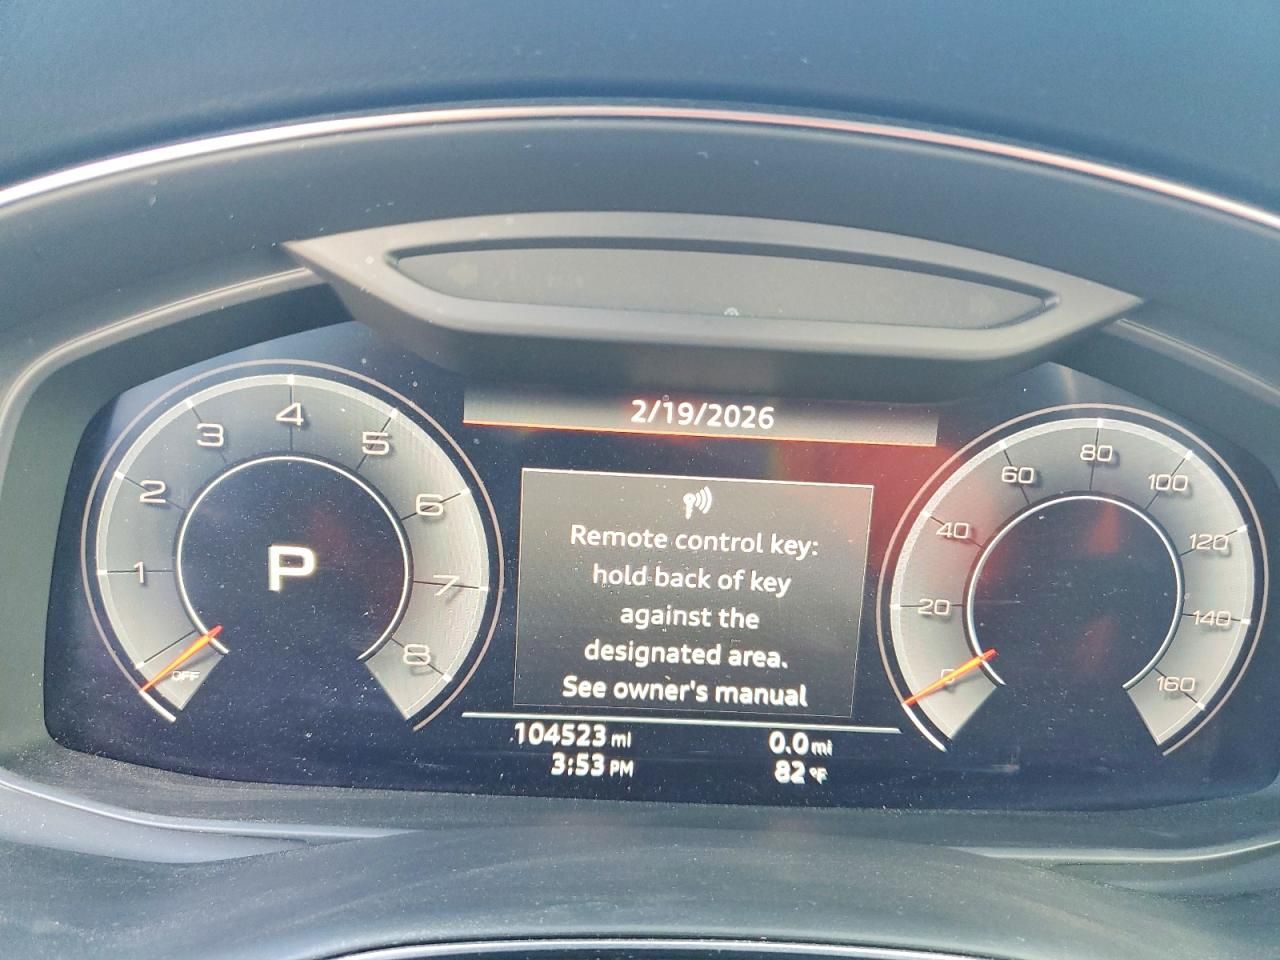 2/19/2026
Remote control key:
hold back of key
against the
designated area.
See owner's manual
104523 mi
0.0 mi
3:53 PM
82 °F
P
OFF
1
2
3
4
5
6
7
8
0
20
40
60
80
100
120
140
160